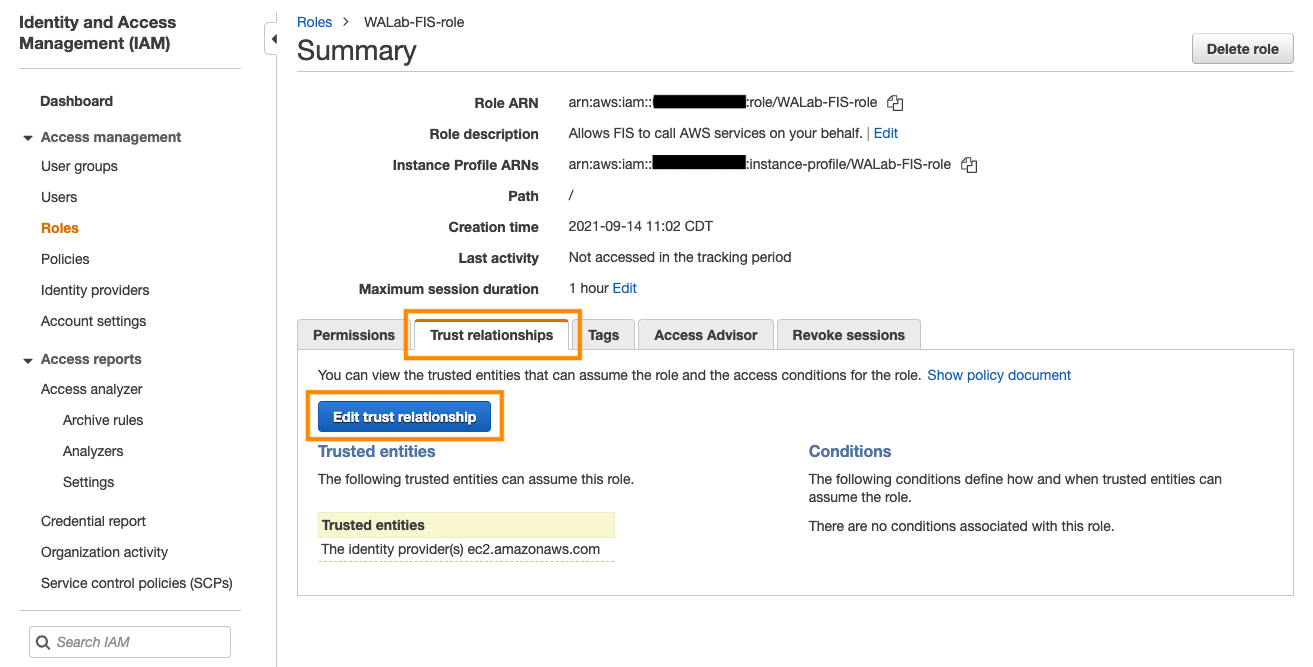 Identity and Access
Management (IAM)
Dashboard
Access management
User groups
Users
Roles
Policies
Identity providers
Account settings
Access reports
Access analyzer
Archive rules
Analyzers
Settings
Credential report
Organization activity
Service control policies (SCPs)
Search IAM
Roles > WALab-FIS-role
Summary
Delete role
Role ARN arn:aws:iam:: :role/WALab-FIS-role
Role description Allows FIS to call AWS services on your behalf. | Edit
Instance Profile ARNs arn:aws:iam:: :instance-profile/WALab-FIS-role
Path /
Creation time 2021-09-14 11:02 CDT
Last activity Not accessed in the tracking period
Maximum session duration 1 hour Edit
Permissions Trust relationships Tags Access Advisor Revoke sessions
You can view the trusted entities that can assume the role and the access conditions for the role. Show policy document
Edit trust relationship
Trusted entities
The following trusted entities can assume this role.
Trusted entities
The identity provider(s) ec2.amazonaws.com
Conditions
The following conditions define how and when trusted entities can
assume the role.
There are no conditions associated with this role.